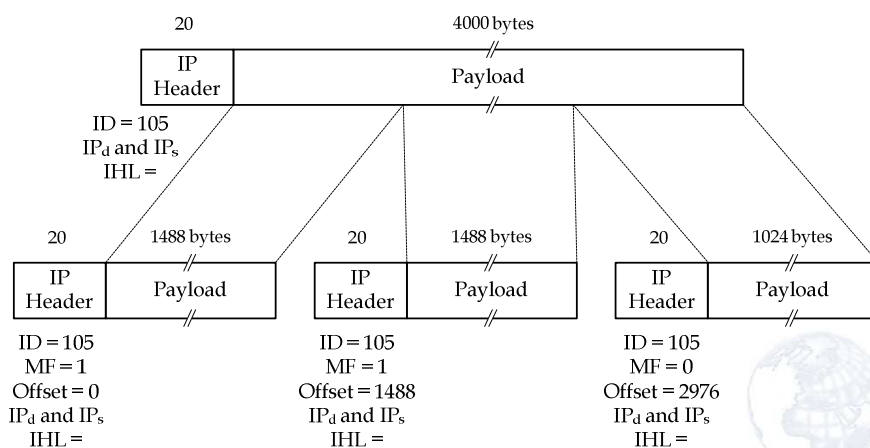 20 4000 bytes
IP Header Payload
ID = 105
IPd and IPs
IHL =
20 1488 bytes 20 1488 bytes 20 1024 bytes
IP Header Payload IP Header Payload IP Header Payload
ID = 105 ID = 105 ID = 105
MF = 1 MF = 1 MF = 0
Offset = 0 Offset = 1488 Offset = 2976
IPd and IPs IPd and IPs IPd and IPs
IHL = IHL = IHL =